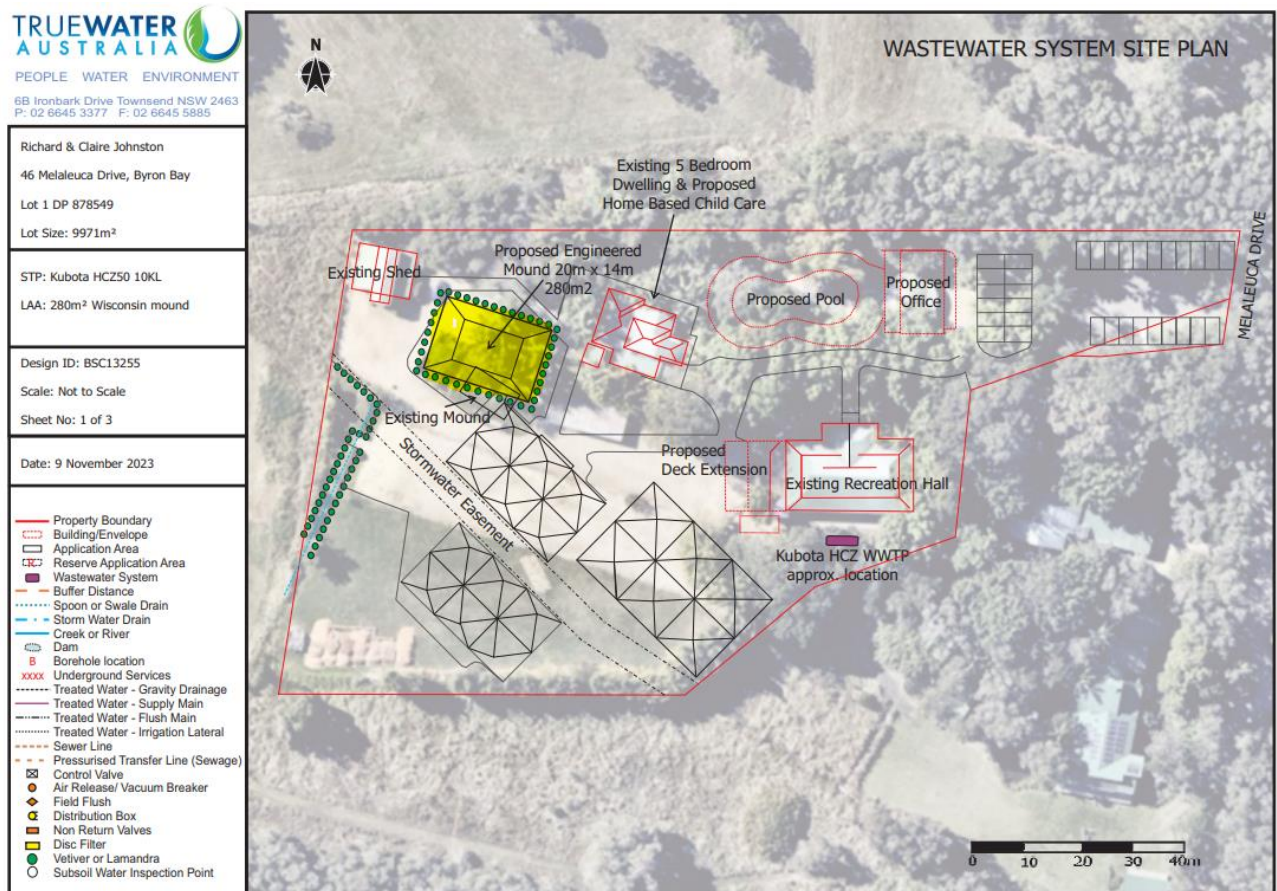 TRUEWATER
AUSTRALIA
PEOPLE WATER ENVIRONMENT
6B Ironbark Drive Townsend NSW 2463
P: 02 6645 3377 F: 02 6645 5885
Richard & Claire Johnston
46 Melaleuca Drive, Byron Bay
Lot 1 DP 878549
Lot Size: 9971m²
STP: Kubota HCZ50 10KL
LAA: 280m² Wisconsin mound
Design ID: BSC13255
Scale: Not to Scale
Sheet No: 1 of 3
Date: 9 November 2023
Property Boundary
Building/Envelope
Application Area
R Reserve Application Area
Wastewater System
Buffer Distance
Spoon or Swale Drain
Storm Water Drain
Creek or River
Dam
B Borehole location
xxxx Underground Services
Treated Water - Gravity Drainage
Treated Water - Supply Main
Treated Water - Flush Main
Treated Water - Irrigation Lateral
Sewer Line
Pressurised Transfer Line (Sewage)
Control Valve
Air Release/ Vacuum Breaker
Field Flush
Distribution Box
Non Return Valves
Disc Filter
Vetiver or Lamandra
Subsoil Water Inspection Point
N
WASTEWATER SYSTEM SITE PLAN
Existing 5 Bedroom
Dwelling & Proposed
Home Based Child Care
Existing Shed
Proposed Engineered
Mound 20m x 14m
280m2
Proposed Pool
Proposed
Office
MELALEUCA DRIVE
Existing Mound
Stormwater Easement
Proposed
Deck Extension
Existing Recreation Hall
Kubota HCZ WWTP
approx. location
0 10 20 30 40m